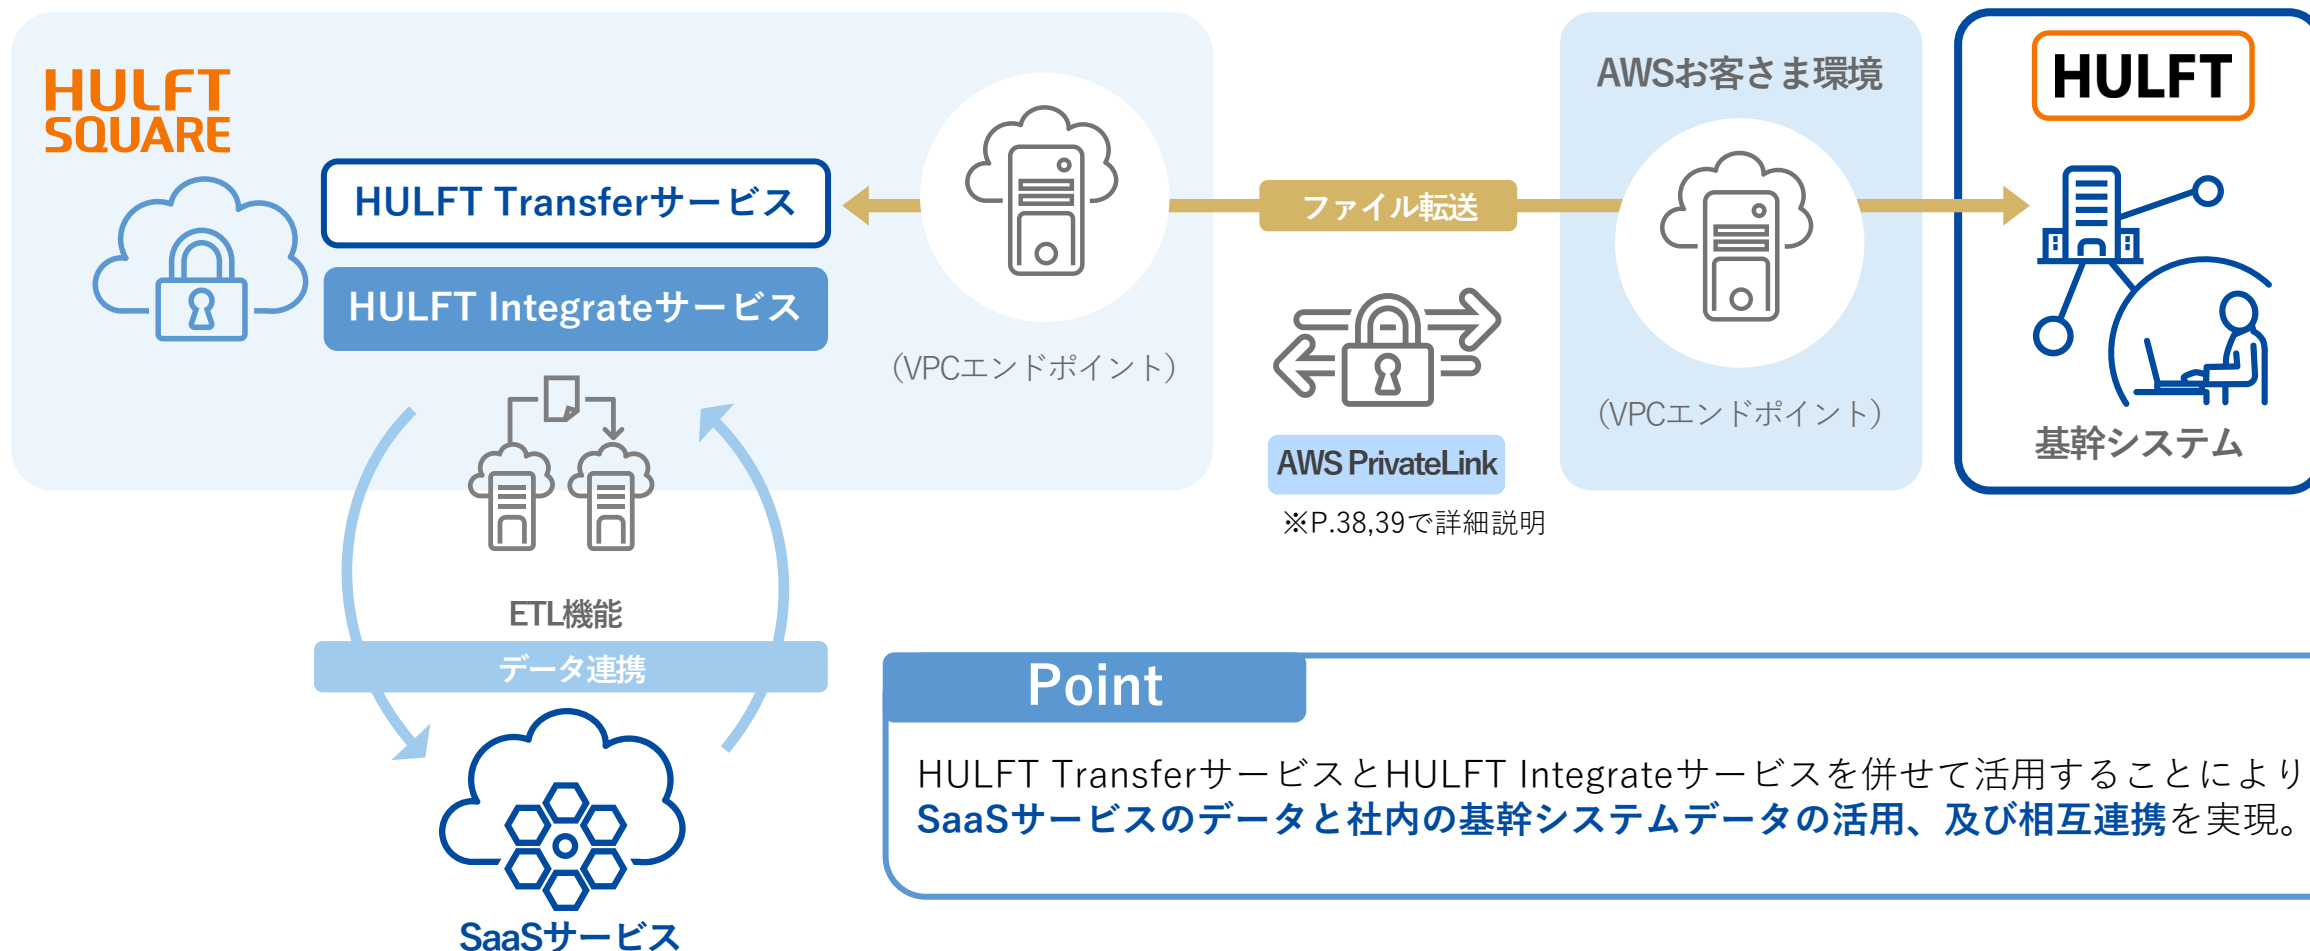 HULFT
SQUARE
HULFT Transferサービス
HULFT Integrateサービス
(VPCエンドポイント)
ファイル転送
AWS PrivateLink
※P.38,39で詳細説明
AWSお客さま環境
(VPCエンドポイント)
HULFT
基幹システム
ETL機能
データ連携
SaaSサービス
Point
HULFT TransferサービスとHULFT Integrateサービスを併せて活用することにより
SaaSサービスのデータと社内の基幹システムデータの活用、及び相互連携を実現。